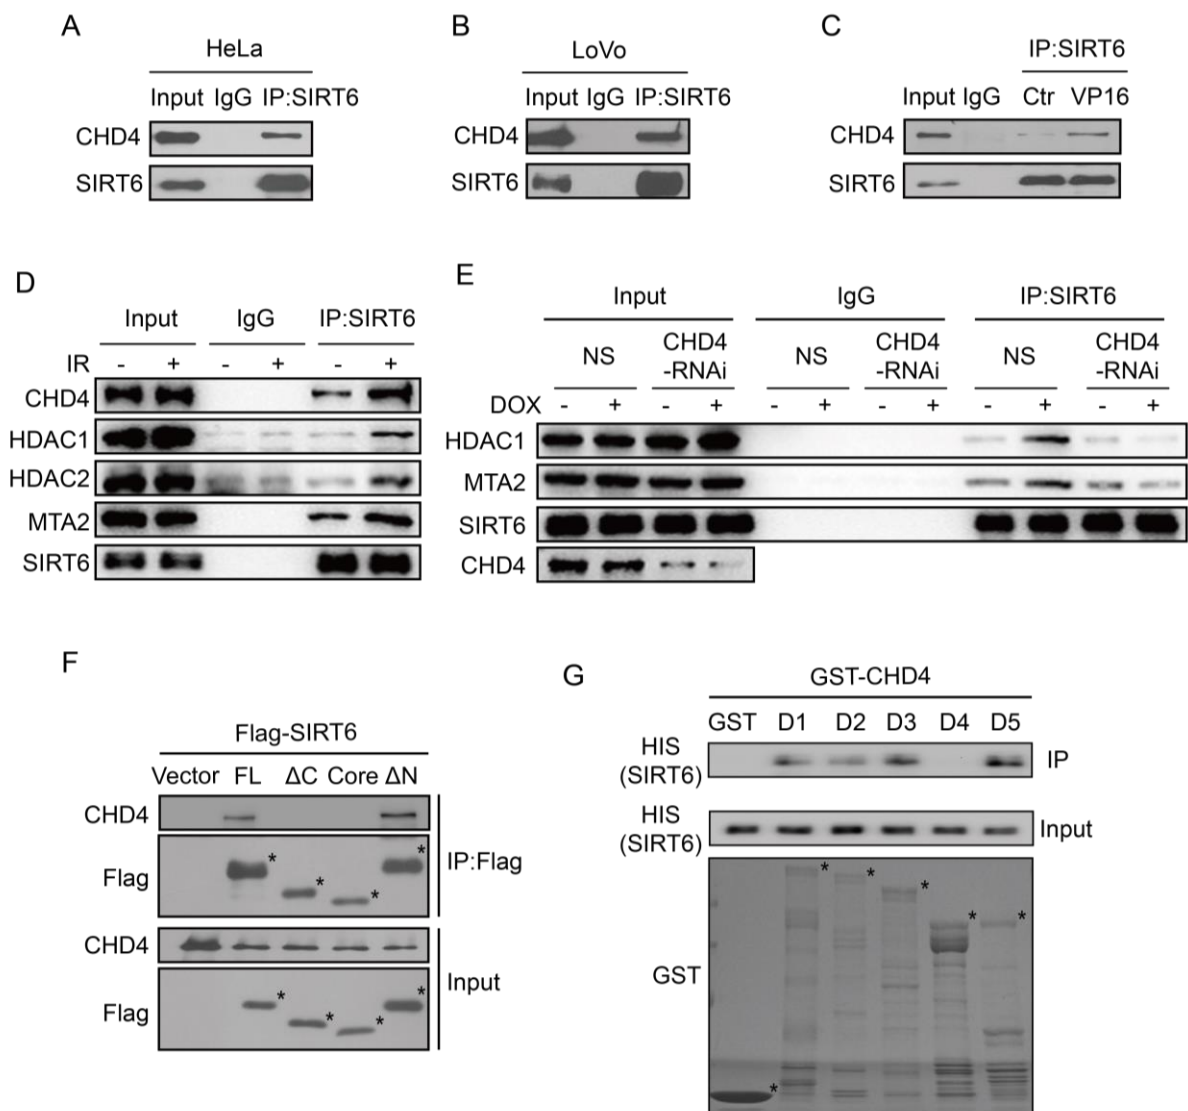 A
HeLa
Input IgG IP:SIRT6
CHD4
SIRT6
B
LoVo
Input IgG IP:SIRT6
CHD4
SIRT6
C
IP:SIRT6
Input IgG Ctr VP16
CHD4
SIRT6
D
Input IgG IP:SIRT6
IR - + - + - +
CHD4
HDAC1
HDAC2
MTA2
SIRT6
E
Input IgG IP:SIRT6
NS CHD4 NS CHD4 NS CHD4
-RNAi -RNAi -RNAi
DOX - + - + - + - + - + - +
HDAC1
MTA2
SIRT6
CHD4
F
Flag-SIRT6
Vector FL ΔC Core ΔN
CHD4
Flag * * * *
IP:Flag
CHD4
Flag * * * *
Input
G
GST-CHD4
GST D1 D2 D3 D4 D5
HIS
(SIRT6)
IP
HIS
(SIRT6)
Input
GST * * * * * *